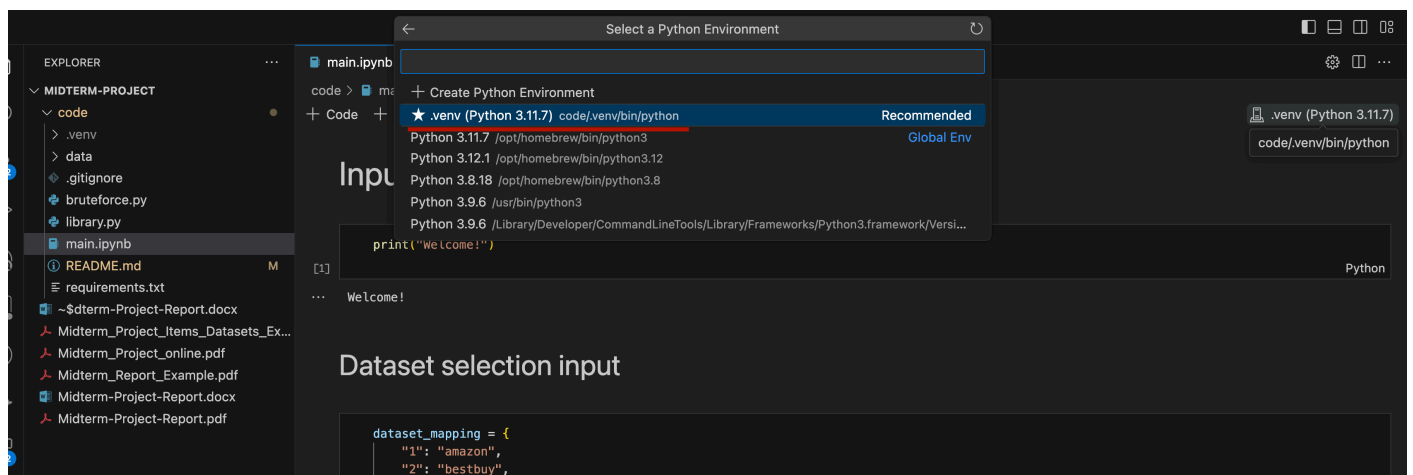 Select a Python Environment
EXPLORER
main.ipynb
MIDTERM-PROJECT
code > 
Create Python Environment
code
+ Code +
.venv (Python 3.11.7) code/.venv/bin/python Recommended
.venv (Python 3.11.7)
.venv
Python 3.11.7 /opt/homebrew/bin/python3 Global Env
code/.venv/bin/python
data
Python 3.12.1 /opt/homebrew/bin/python3.12
.gitignore
Python 3.8.18 /opt/homebrew/bin/python3.8
bruteforce.py
Python 3.9.6 /usr/bin/python3
library.py
Python 3.9.6 /Library/Developer/CommandLineTools/Library/Frameworks/Python3.framework/Versi...
main.ipynb
print("Welcome!")
README.md M
[1]
Python
requirements.txt
Welcome!
~$dterm-Project-Report.docx
Midterm_Project_Items_Datasets_Ex...
Midterm_Project_online.pdf
Dataset selection input
Midterm_Report_Example.pdf
Midterm-Project-Report.docx
Midterm-Project-Report.pdf
dataset_mapping = {
"1": "amazon",
"2": "bestbuy",